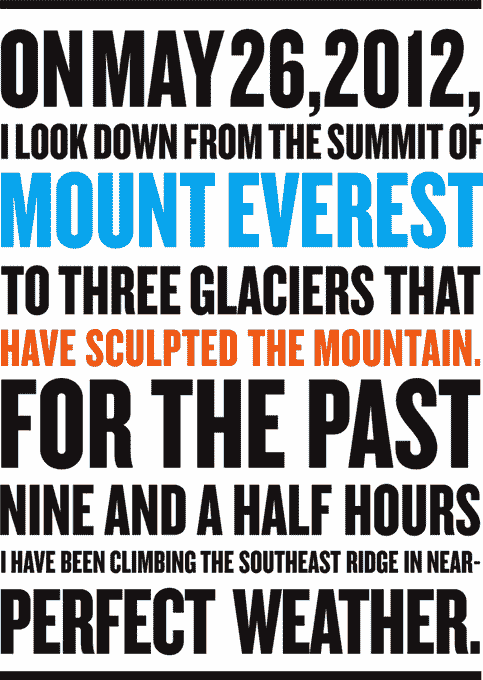 ON MAY 26, 2012,
I LOOK DOWN FROM THE SUMMIT OF
MOUNT EVEREST
TO THREE GLACIERS THAT
HAVE SCULPTED THE MOUNTAIN.
FOR THE PAST
NINE AND A HALF HOURS
I HAVE BEEN CLIMBING THE SOUTHEAST RIDGE IN NEAR-
PERFECT WEATHER.